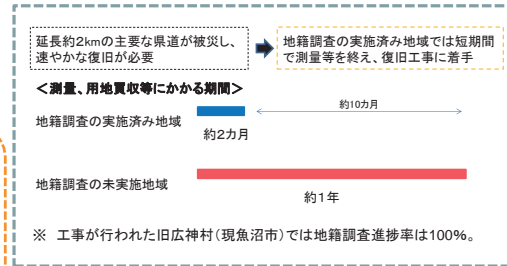 延長約2kmの主要な県道が被災し、
速やかな復旧が必要
地籍調査の実施済み地域では短期間
で測量等を終え、復旧工事に着手
＜測量、用地買収等にかかる期間＞
約10カ月
地籍調査の実施済み地域
約2カ月
地籍調査の未実施地域
約1年
※ 工事が行われた旧広神村(現魚沼市)では地籍調査進捗率は100%。